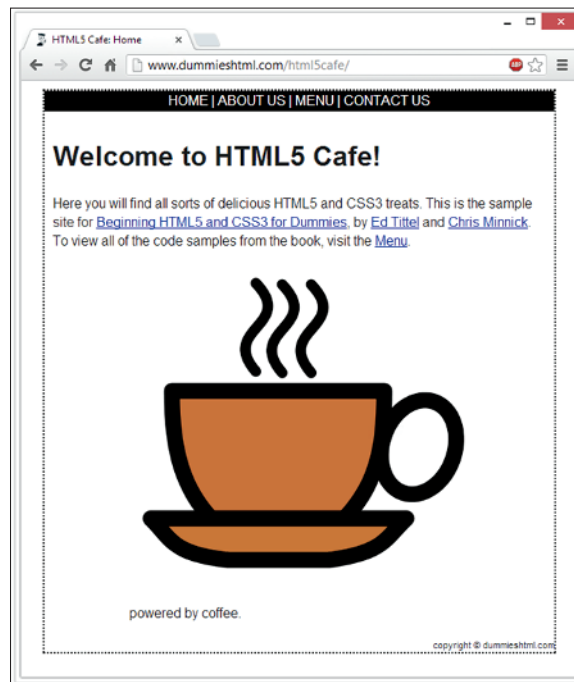 HTML5 Cafe: Home
www.dummieshtml.com/html5cafe/
ABP
HOME | ABOUT US | MENU | CONTACT US
Welcome to HTML5 Cafe!
Here you will find all sorts of delicious HTML5 and CSS3 treats. This is the sample
site for Beginning HTML5 and CSS3 for Dummies, by Ed Tittel and Chris Minnick.
To view all of the code samples from the book, visit the Menu.
powered by coffee.
copyright © dummieshtml.com